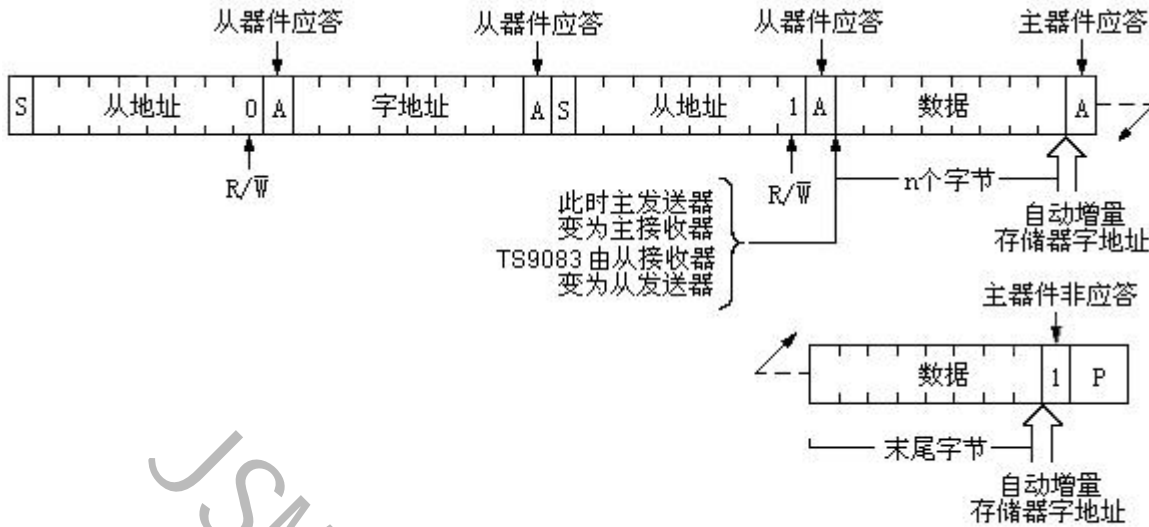 从器件应答 从器件应答 从器件应答 主器件应答
S 从地址 0 A 字地址 A S 从地址 1 A 数据 A
R/W̅ R/W̅
n个字节
此时主发送器
变为主接收器
TS9083 由从接收器
变为从发送器
自动增量
存储器字地址
主器件非应答
数据 1 P
末尾字节
自动增量
存储器字地址